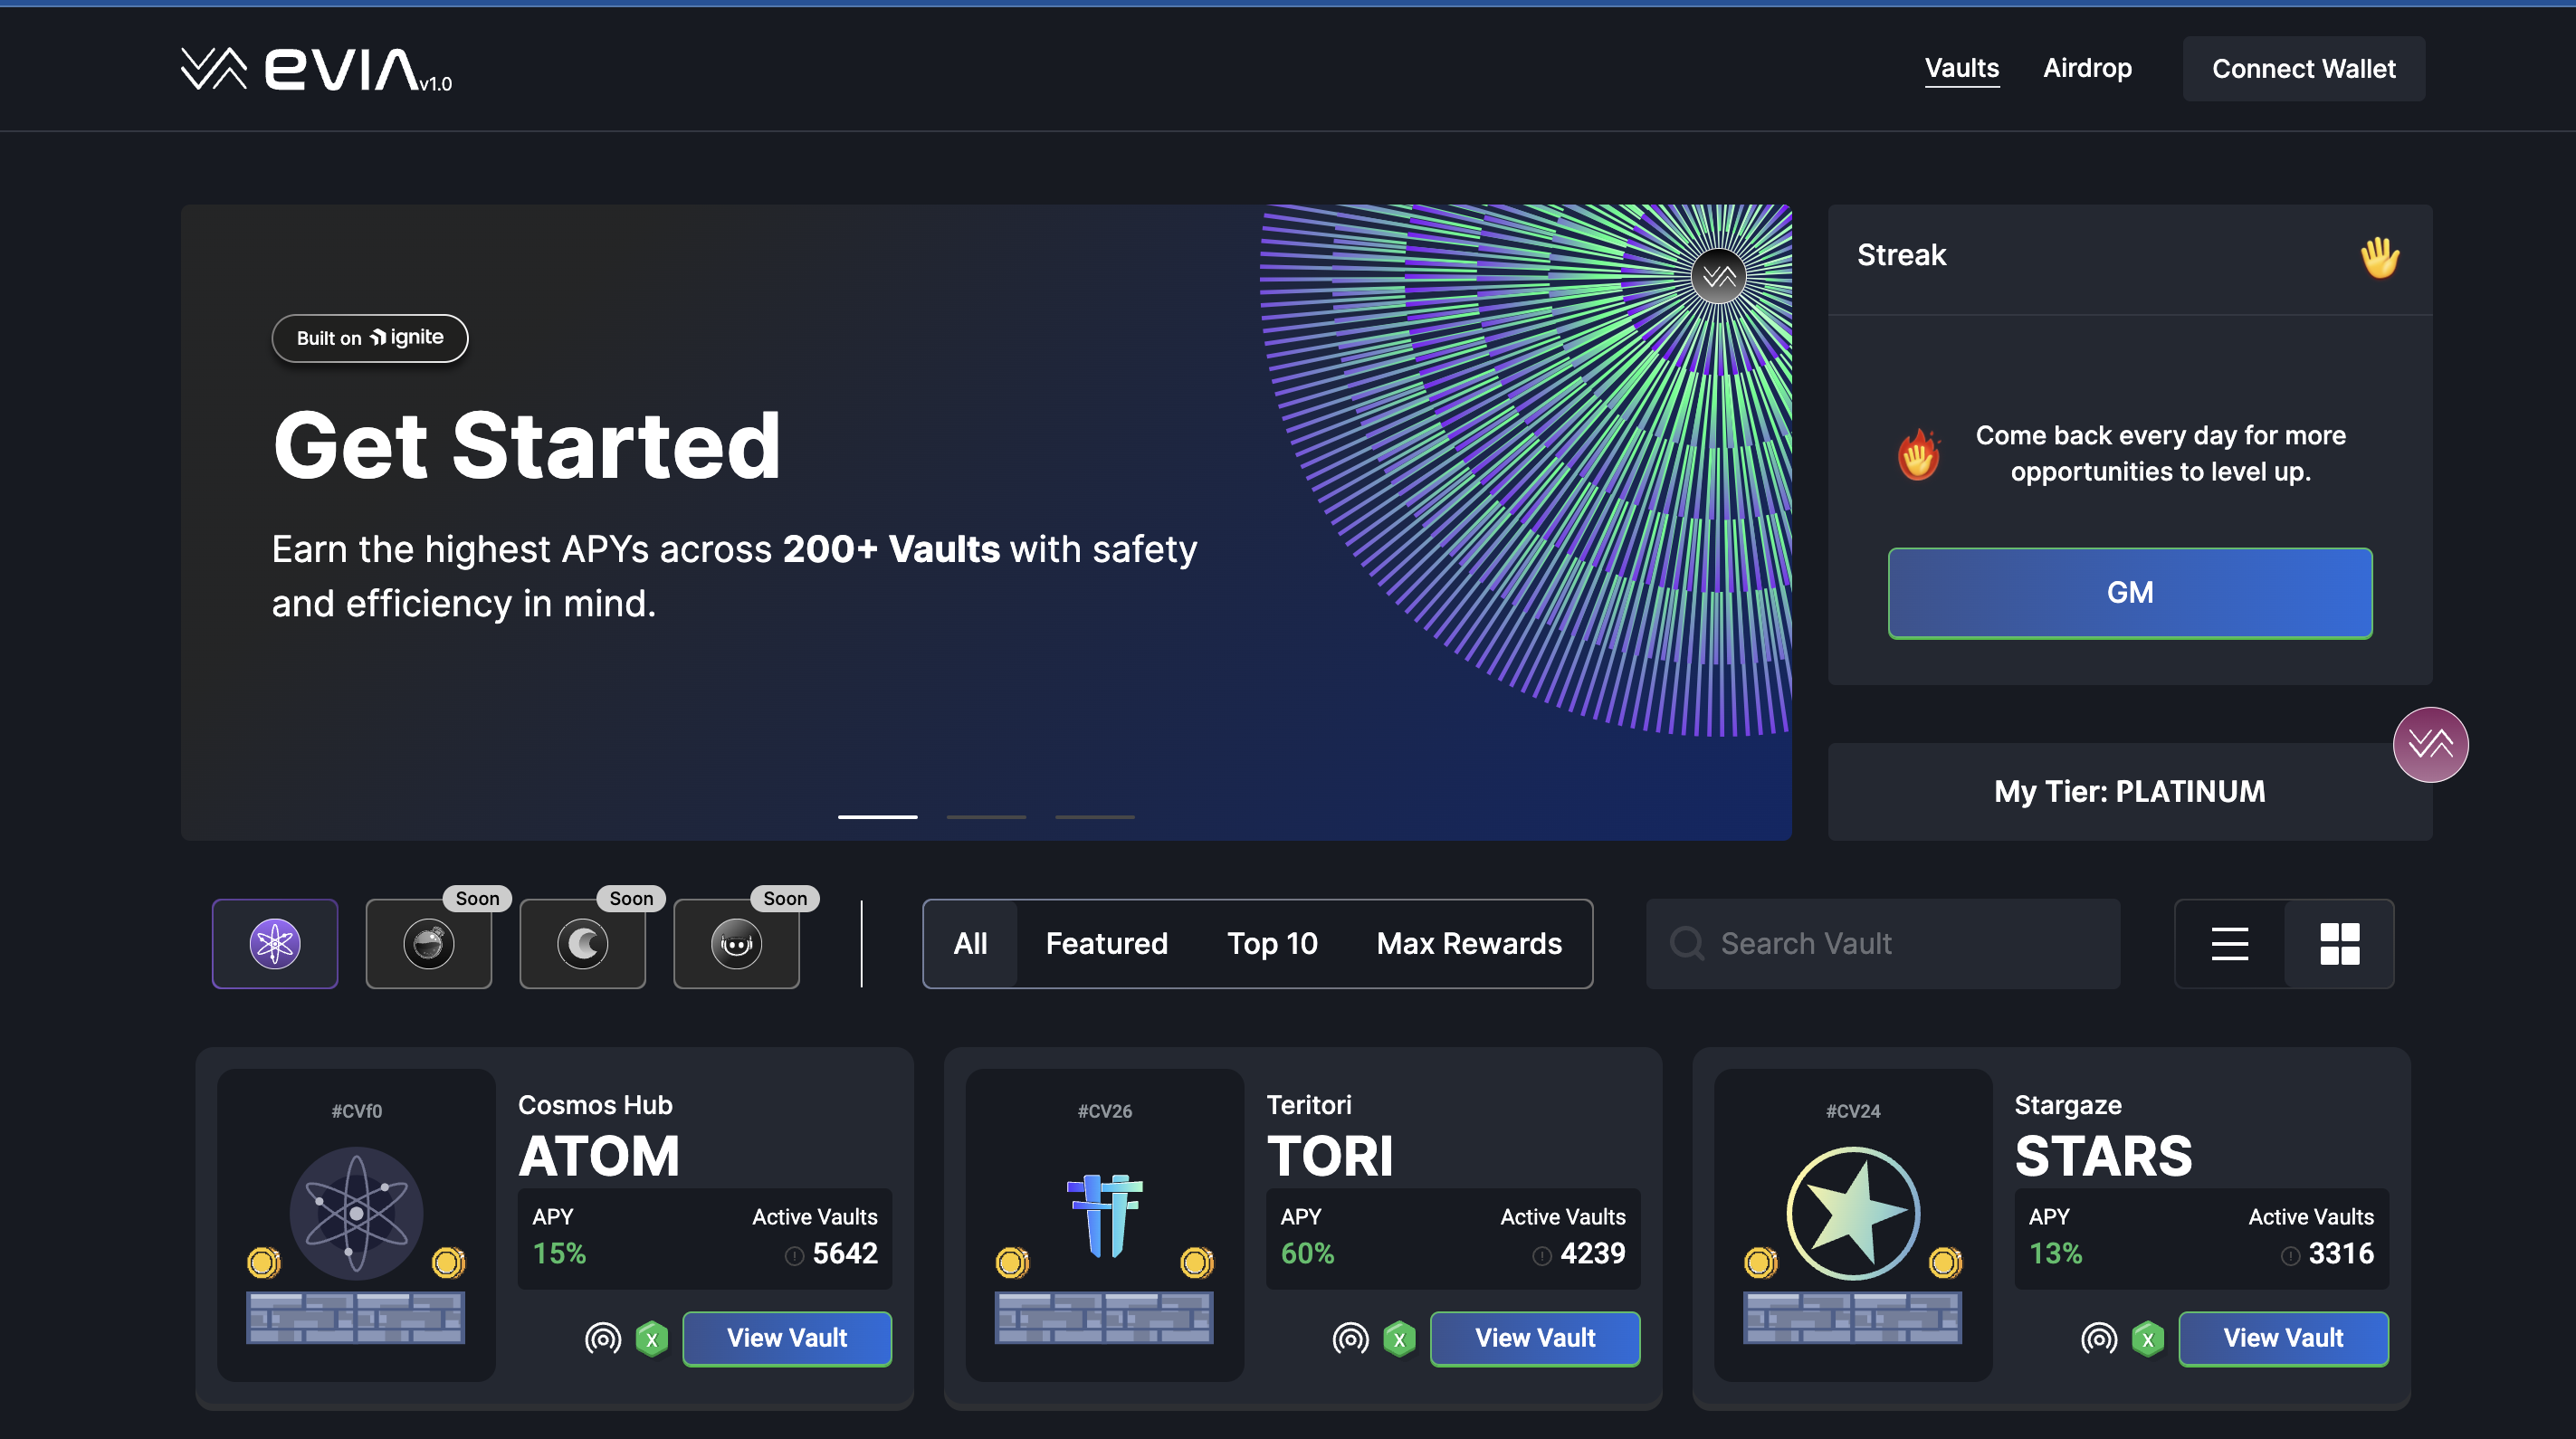 evia v1.0
Vaults
Airdrop
Connect Wallet
Built on ignite
Get Started
Earn the highest APYs across 200+ Vaults with safety
and efficiency in mind.
Streak
Come back every day for more
opportunities to level up.
GM
My Tier: PLATINUM
Soon
Soon
Soon
All
Featured
Top 10
Max Rewards
Search Vault
#CVf0
Cosmos Hub
ATOM
APY
Active Vaults
15%
5642
X
View Vault
#CV26
Teritori
TORI
APY
Active Vaults
60%
4239
X
View Vault
#CV24
Stargaze
STARS
APY
Active Vaults
13%
3316
X
View Vault